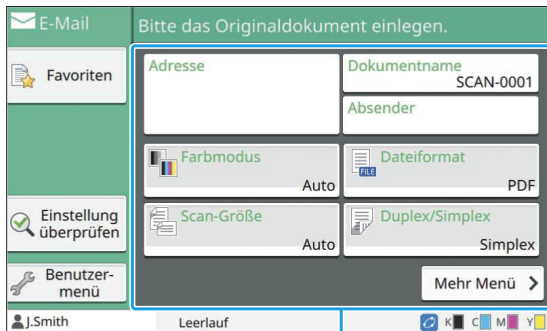 E-Mail
Bitte das Originaldokument einlegen.
Favoriten
Einstellung
überprüfen
Benutzer-
menü
Adresse
Dokumentname
SCAN-0001
Absender
Farbmodus
Auto
Dateiformat
FILE
PDF
Scan-Größe
Auto
Duplex/Simplex
Simplex
Mehr Menü
J.Smith
Leerlauf
K C M Y